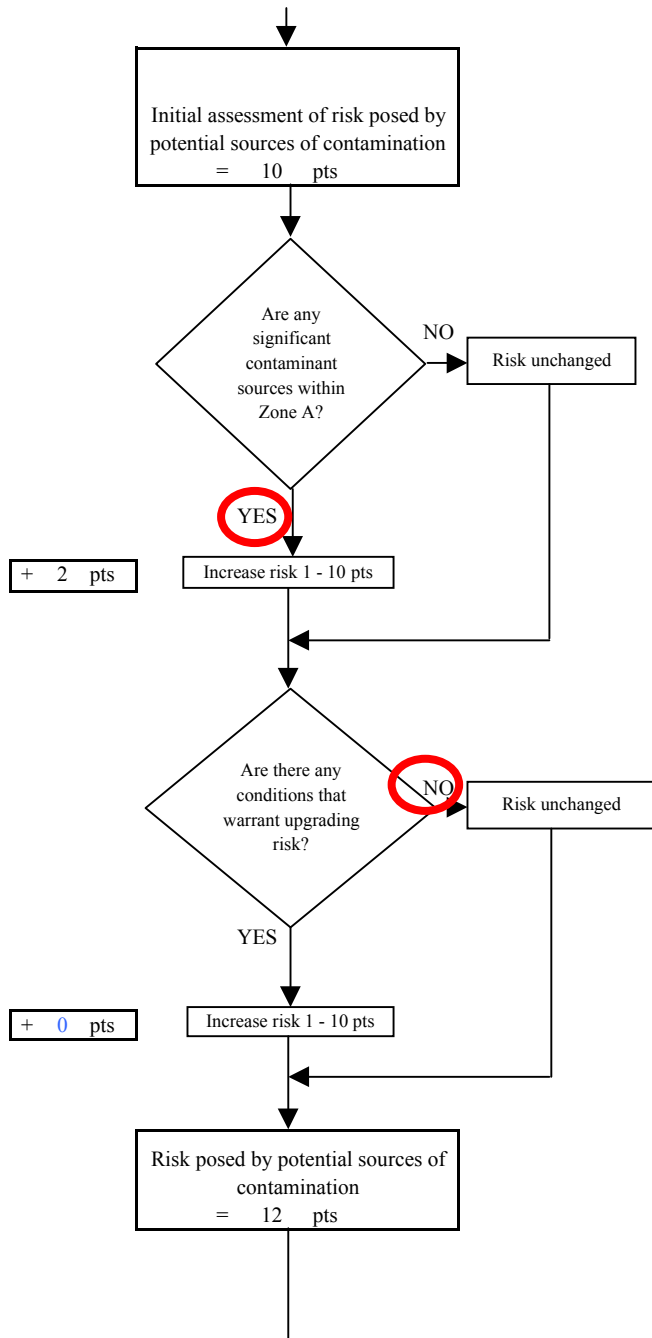 Initial assessment of risk posed by
potential sources of contamination
= 10 pts
Are any
significant
contaminant
sources within
Zone A?
NO
Risk unchanged
YES
+ 2 pts
Increase risk 1 - 10 pts
Are there any
conditions that
warrant upgrading
risk?
NO
Risk unchanged
YES
+ 0 pts
Increase risk 1 - 10 pts
Risk posed by potential sources of
contamination
= 12 pts